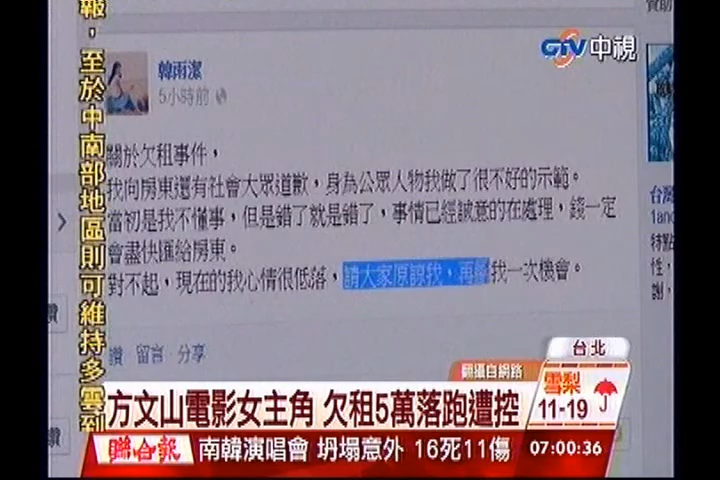 報，至於中南部地區則可維持多雲到
CTV中視
韓雨潔
5小時前
關於欠租事件，
我向房東還有社會大眾道歉，身為公眾人物我做了很不好的示範。
當初是我不懂事，但是錯了就是錯了，事情已經誠意的在處理，錢一定
會盡快匯給房東。
對不起，現在的我心情很低落，請大家原諒我，再給我一次機會。
讚 留言 分享
贊助
台灣
性，
謝，
讚
讚
翻攝自網路
台北
雪梨
11-19
方文山電影女主角 欠租5萬落跑遭控
聯合報
南韓演唱會 坍塌意外 16死11傷
07:00:36